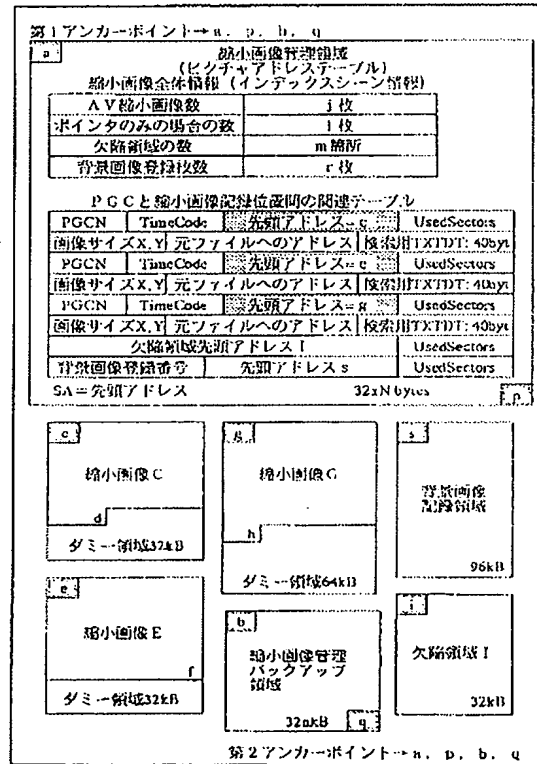 第1アンカーポイント→a, p, b, q
a
縮小画像管理領域
(ピクチャアドレステーブル)
縮小画像全体情報 (インデックスシーン情報)
AV縮小画像数 j枚
ポインタのみの場合の数 l枚
欠陥領域の数 m箇所
背景画像登録枚数 r枚
PGCと縮小画像記録位置間の関連テーブル
PGCN TimeCode 先頭アドレス=c UsedSectors
画像サイズX,Y 元ファイルへのアドレス 検索用TXTDT: 40byt
PGCN TimeCode 先頭アドレス=e UsedSectors
画像サイズX,Y 元ファイルへのアドレス 検索用TXTDT: 40byt
PGCN TimeCode 先頭アドレス=g UsedSectors
画像サイズX,Y 元ファイルへのアドレス 検索用TXTDT: 40byt
欠陥領域先頭アドレス I UsedSectors
背景画像登録番号 先頭アドレス s UsedSectors
SA=先頭アドレス 32xN bytes p
c
縮小画像C
d
ダミー領域32kB
g
縮小画像G
h
ダミー領域64kB
s
背景画像
記録領域
96kB
e
縮小画像E
f
ダミー領域32kB
b
縮小画像管理
バックアップ
領域
32nkB q
i
欠陥領域I
32kB
第2アンカーポイント→a, p, b, q